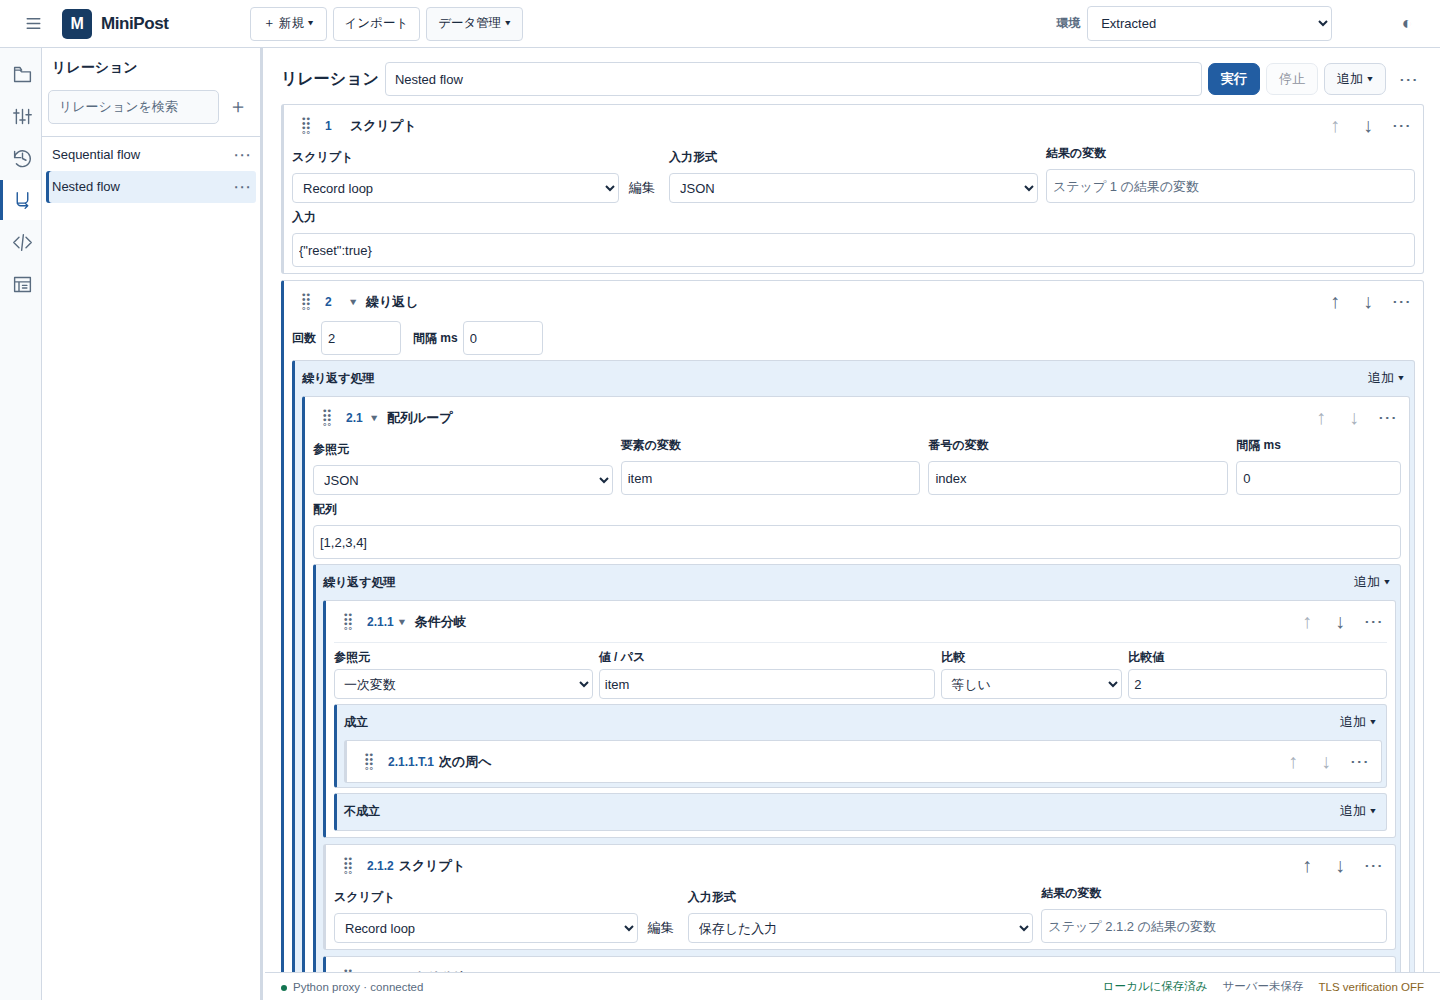 M MiniPost ＋ 新規 ▾ インポート データ管理 ▾ 環境 Extracted
リレーション
リレーションを検索 ＋
Sequential flow ···
Nested flow ···
リレーション Nested flow 実行 停止 追加 ▾ ···
1 スクリプト ↑ ↓ ···
スクリプト 入力形式 結果の変数
Record loop 編集 JSON ステップ 1 の結果の変数
入力
{"reset":true}
2 ▾ 繰り返し ↑ ↓ ···
回数 2 間隔 ms 0
繰り返す処理 追加 ▾
2.1 ▾ 配列ループ ↑ ↓ ···
参照元 要素の変数 番号の変数 間隔 ms
JSON item index 0
配列
[1,2,3,4]
繰り返す処理 追加 ▾
2.1.1 ▾ 条件分岐 ↑ ↓ ···
参照元 値 / パス 比較 比較値
一次変数 item 等しい 2
成立 追加 ▾
2.1.1.T.1 次の周へ ↑ ↓ ···
不成立 追加 ▾
2.1.2 スクリプト ↑ ↓ ···
スクリプト 入力形式 結果の変数
Record loop 編集 保存した入力 ステップ 2.1.2 の結果の変数
Python proxy · connected ローカルに保存済み サーバー未保存 TLS verification OFF